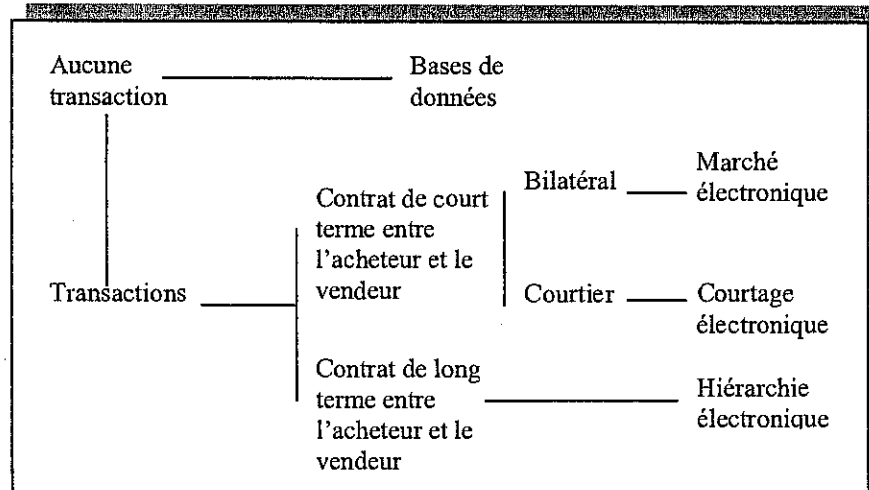 Aucune
transaction
Bases de
données
Contrat de court
terme entre
l'acheteur et le
vendeur
Bilatéral
Marché
électronique
Transactions
Courtier
Courtage
électronique
Contrat de long
terme entre
l'acheteur et le
vendeur
Hiérarchie
électronique